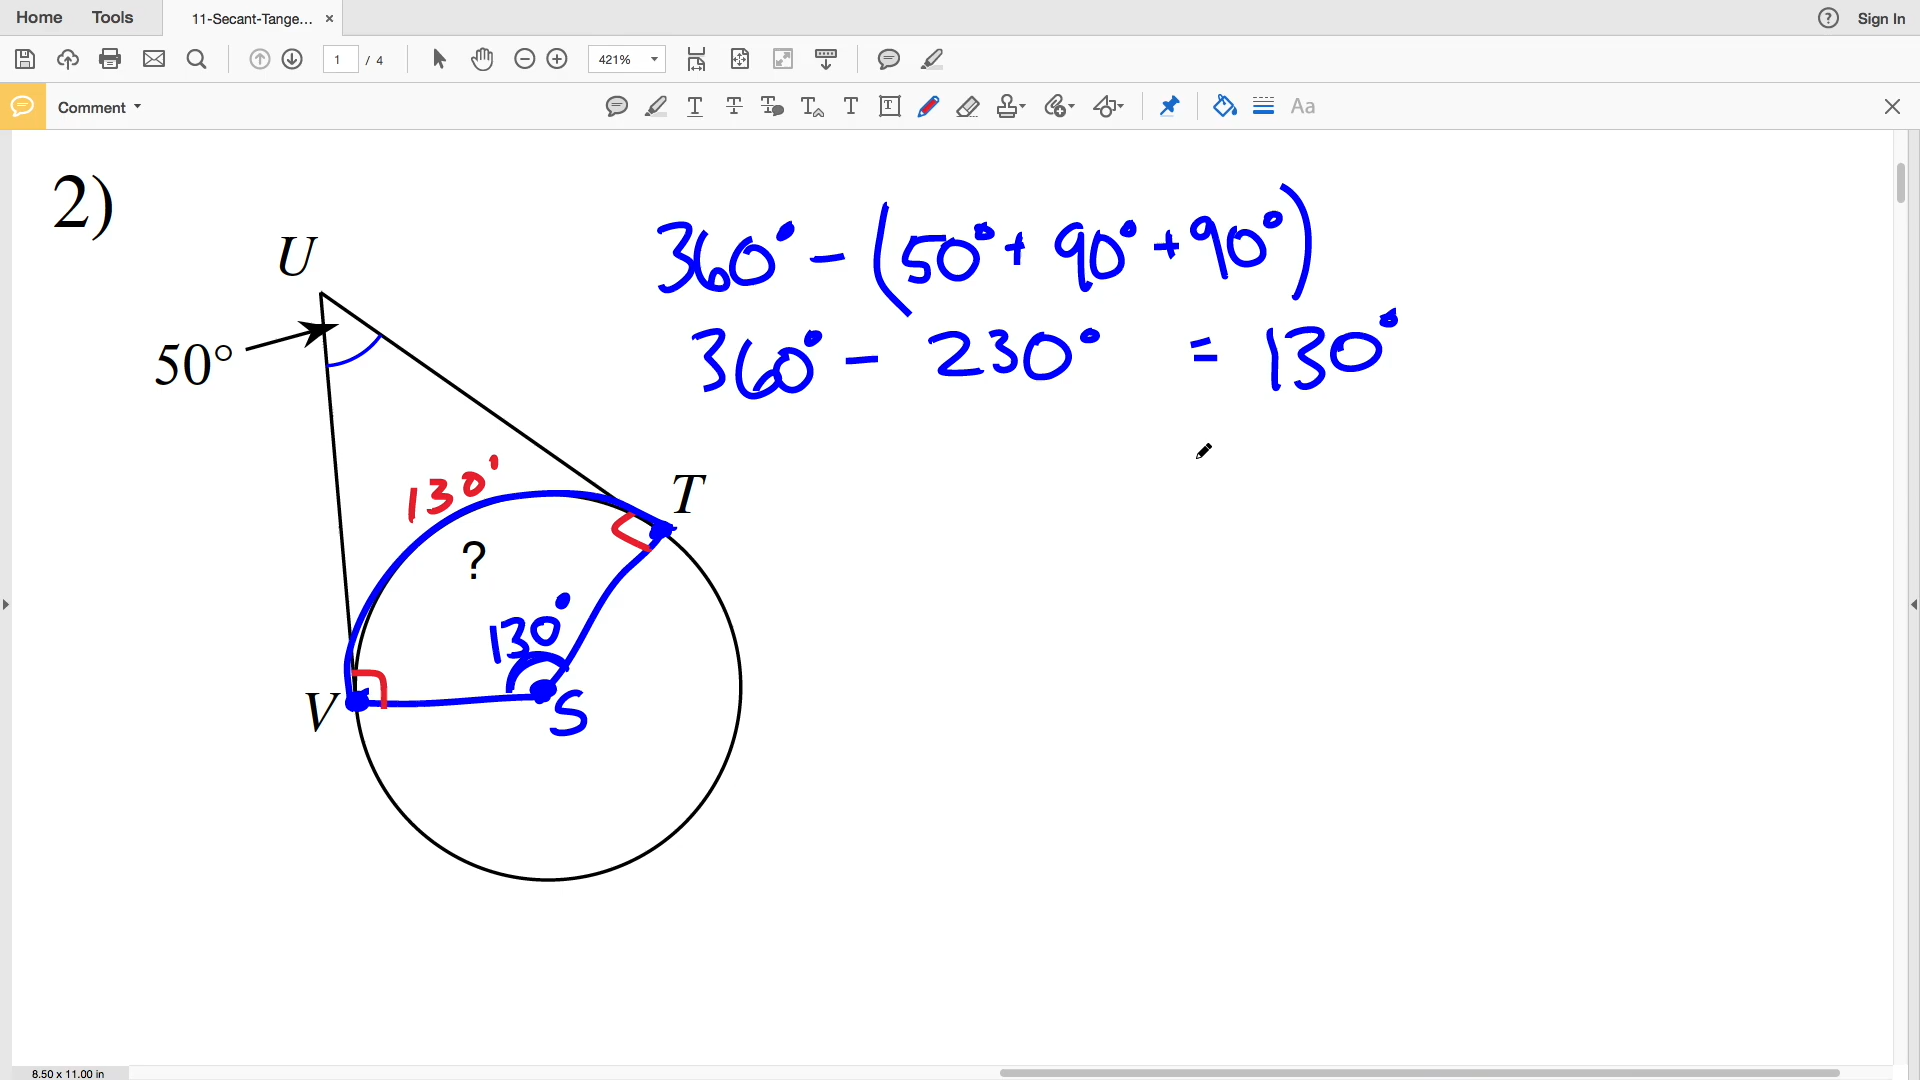 Home Tools 11-Secant-Tange... × ? Sign In
1 / 4 421%
Comment T T T T T T Aa
2)
360° - (50° + 90° + 90°)
U
360° - 230° = 130°
50°
130°
T
?
130°
V
S
8.50 x 11.00 in